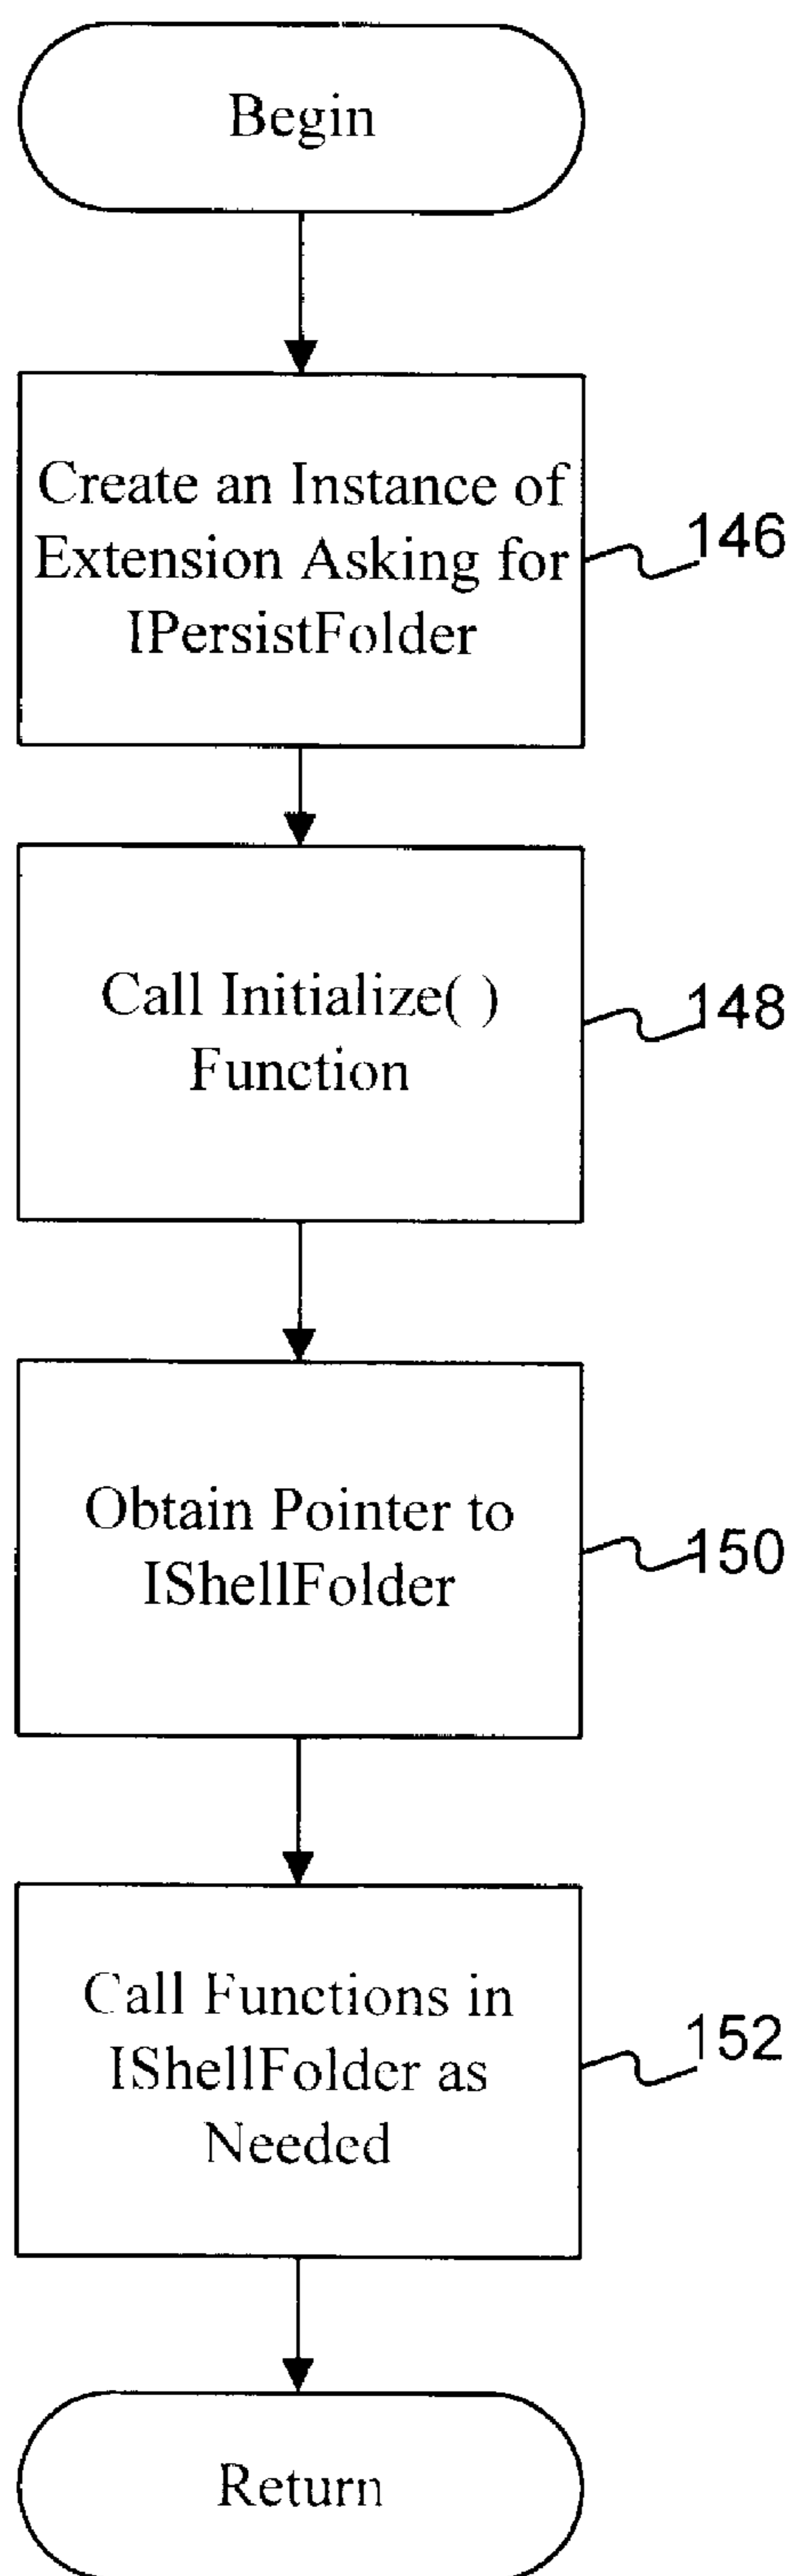 Begin
Create an Instance of
Extension Asking for
IPersistFolder
146
Call Initialize( )
Function
148
Obtain Pointer to
IShellFolder
150
Call Functions in
IShellFolder as
Needed
152
Return